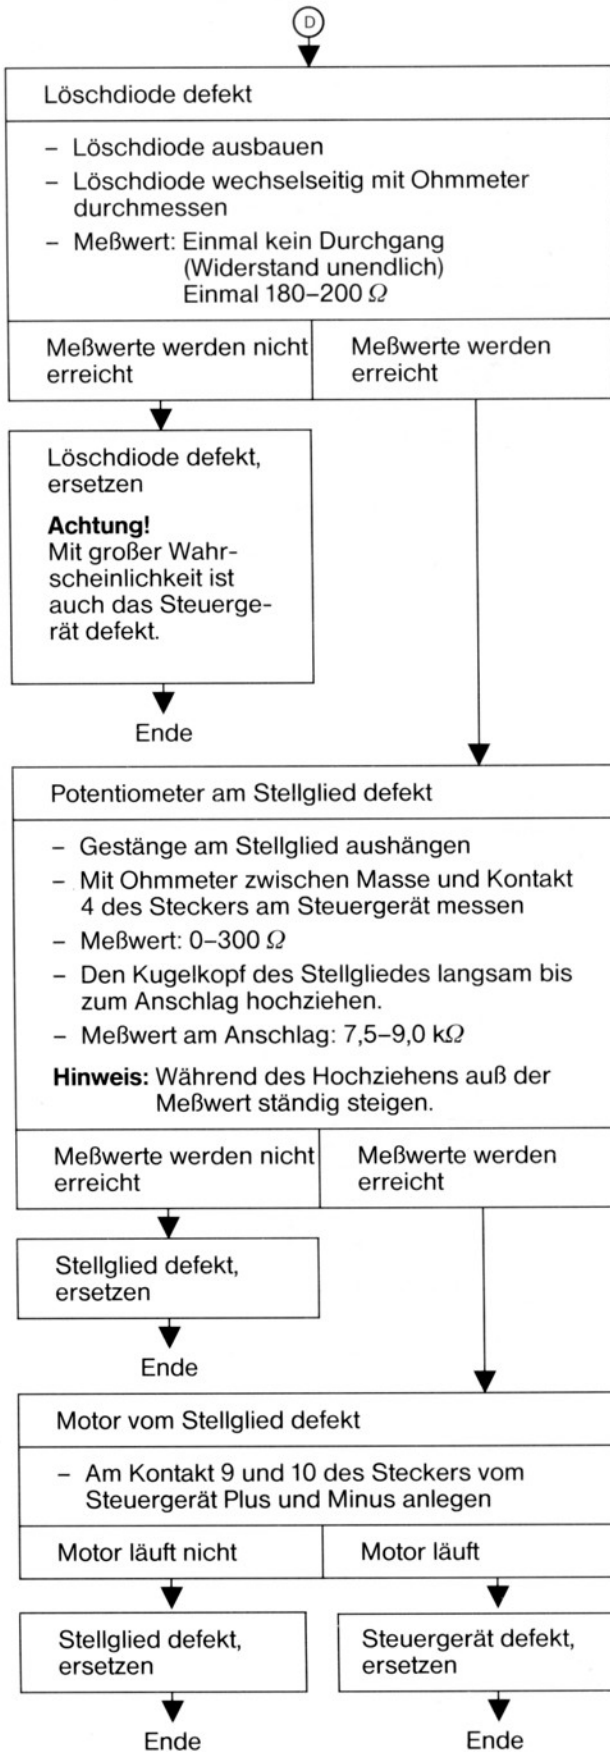 D
Löschdiode defekt
– Löschdiode ausbauen
– Löschdiode wechselseitig mit Ohmmeter
durchmessen
– Meßwert: Einmal kein Durchgang
(Widerstand unendlich)
Einmal 180–200 Ω
Meßwerte werden nicht
erreicht
Meßwerte werden
erreicht
Löschdiode defekt,
ersetzen
Achtung!
Mit großer Wahr-
scheinlichkeit ist
auch das Steuerge-
rät defekt.
Ende
Potentiometer am Stellglied defekt
– Gestänge am Stellglied aushängen
– Mit Ohmmeter zwischen Masse und Kontakt
4 des Steckers am Steuergerät messen
– Meßwert: 0–300 Ω
– Den Kugelkopf des Stellgliedes langsam bis
zum Anschlag hochziehen.
– Meßwert am Anschlag: 7,5–9,0 kΩ
Hinweis: Während des Hochziehens auß der
Meßwert ständig steigen.
Meßwerte werden nicht
erreicht
Meßwerte werden
erreicht
Stellglied defekt,
ersetzen
Ende
Motor vom Stellglied defekt
– Am Kontakt 9 und 10 des Steckers vom
Steuergerät Plus und Minus anlegen
Motor läuft nicht
Motor läuft
Stellglied defekt,
ersetzen
Steuergerät defekt,
ersetzen
Ende
Ende